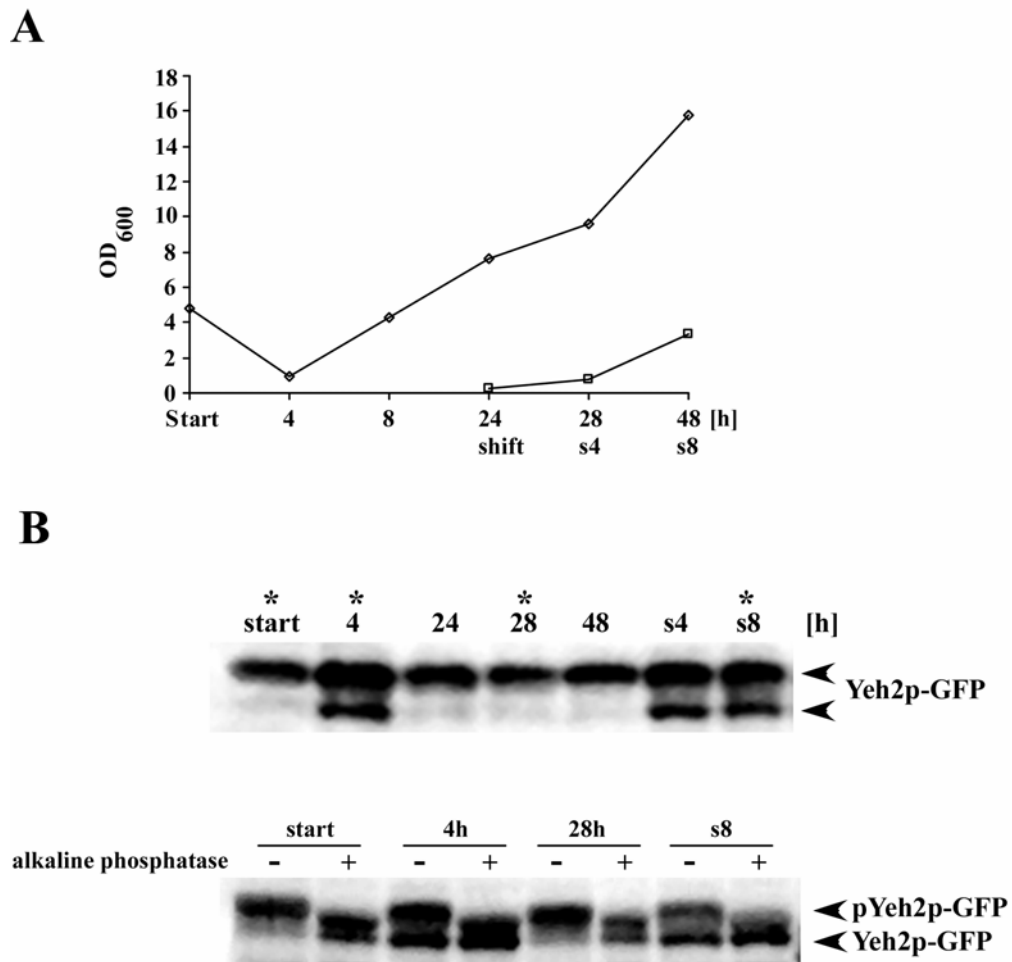 A
18
16
14
12
10
8
6
4
2
0
OD600
Start 4 8 24 28 48 [h]
shift s4 s8
B
* * * *
start 4 24 28 48 s4 s8 [h]
Yeh2p-GFP
start 4h 28h s8
alkaline phosphatase - + - + - + - +
pYeh2p-GFP
Yeh2p-GFP